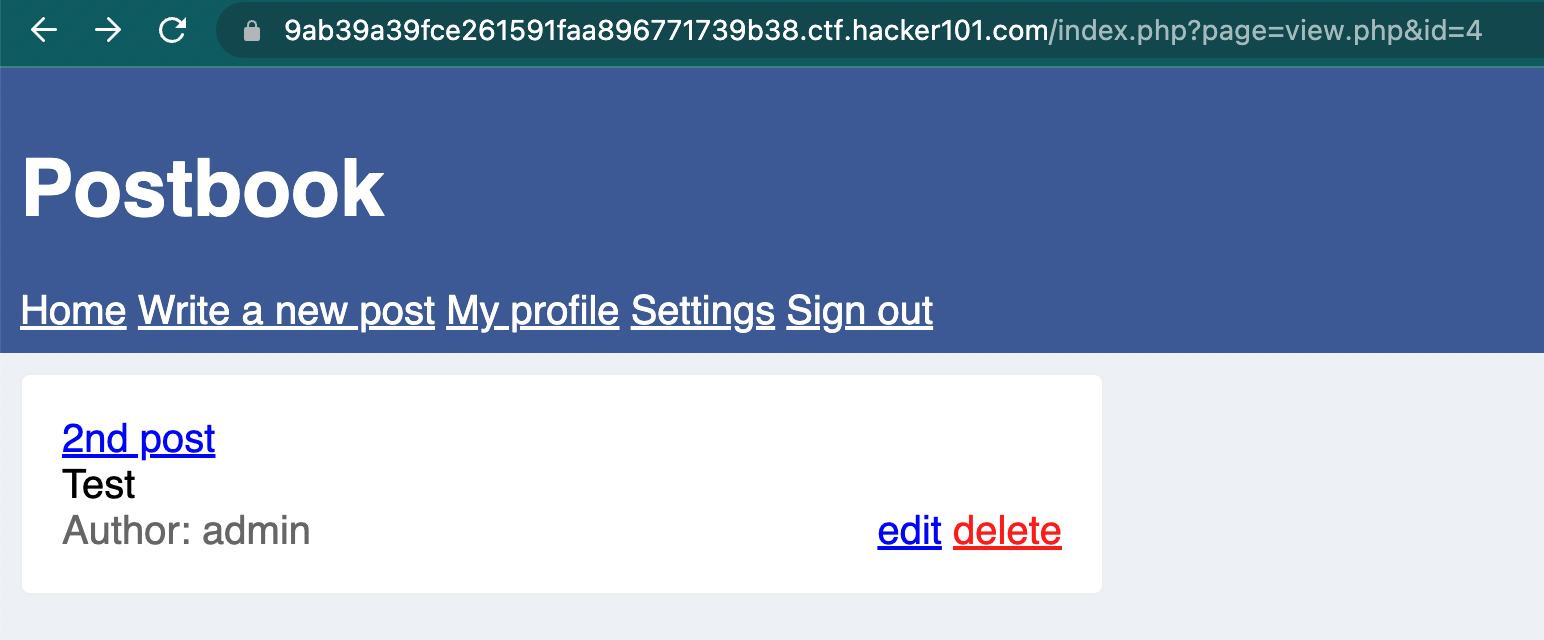 9ab39a39fce261591faa896771739b38.ctf.hacker101.com/index.php?page=view.php&id=4
Postbook
Home Write a new post My profile Settings Sign out
2nd post
Test
Author: admin edit delete